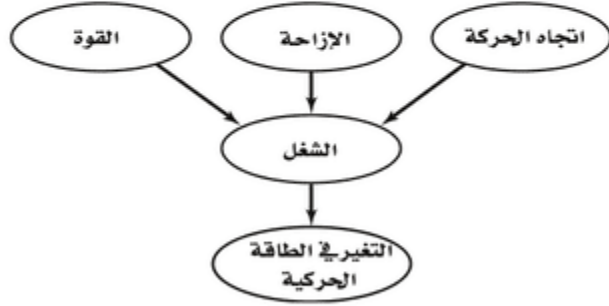 اتجاه الحركة
الإزاحة
القوة
الشغل
التغير في الطاقة
الحركية